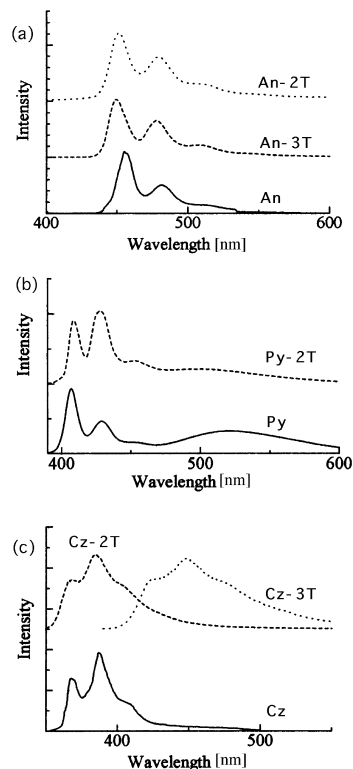 (a)
Intensity
An-2T
An-3T
An
400
500
600
Wavelength [nm]
(b)
Intensity
Py-2T
Py
400
500
600
Wavelength [nm]
(c)
Intensity
Cz-2T
Cz-3T
Cz
400
500
Wavelength [nm]